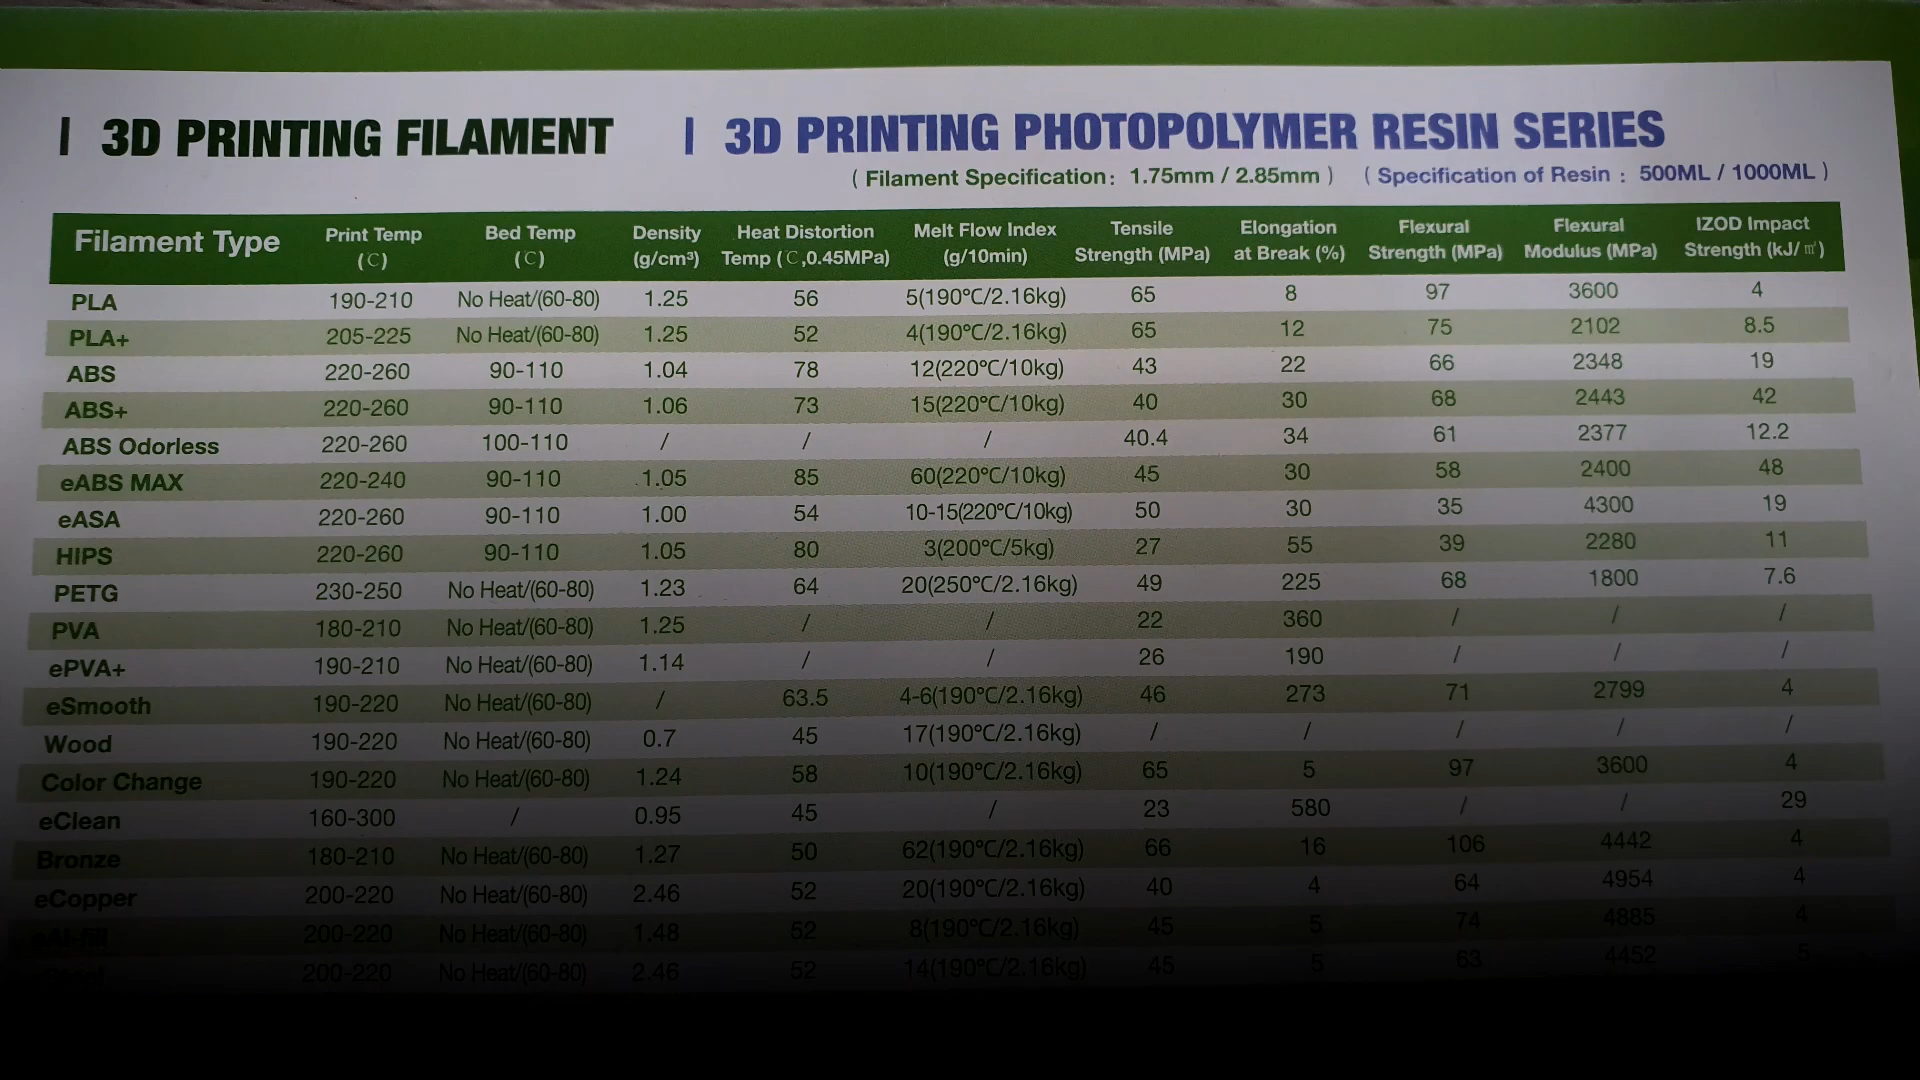 3D PRINTING FILAMENT 3D PRINTING PHOTOPOLYMER RESIN SERIES
( Filament Specification: 1.75mm / 2.85mm ) ( Specification of Resin : 500ML / 1000ML )
Filament Type Print Temp (℃) Bed Temp (℃) Density (g/cm³) Heat Distortion Temp (℃,0.45MPa) Melt Flow Index (g/10min) Tensile Strength (MPa) Elongation at Break (%) Flexural Strength (MPa) Flexural Modulus (MPa) IZOD Impact Strength (kJ/㎡)
PLA 190-210 No Heat/(60-80) 1.25 56 5(190℃/2.16kg) 65 8 97 3600 4
PLA+ 205-225 No Heat/(60-80) 1.25 52 4(190℃/2.16kg) 65 12 75 2102 8.5
ABS 220-260 90-110 1.04 78 12(220℃/10kg) 43 22 66 2348 19
ABS+ 220-260 90-110 1.06 73 15(220℃/10kg) 40 30 68 2443 42
ABS Odorless 220-260 100-110 / / / 40.4 34 61 2377 12.2
eABS MAX 220-240 90-110 1.05 85 60(220℃/10kg) 45 30 58 2400 48
eASA 220-260 90-110 1.00 54 10-15(220℃/10kg) 50 30 35 4300 19
HIPS 220-260 90-110 1.05 80 3(200℃/5kg) 27 55 39 2280 11
PETG 230-250 No Heat/(60-80) 1.23 64 20(250℃/2.16kg) 49 225 68 1800 7.6
PVA 180-210 No Heat/(60-80) 1.25 / / 22 360 / / /
ePVA+ 190-210 No Heat/(60-80) 1.14 / / 26 190 / / /
eSmooth 190-220 No Heat/(60-80) / 63.5 4-6(190℃/2.16kg) 46 273 71 2799 4
Wood 190-220 No Heat/(60-80) 0.7 45 17(190℃/2.16kg) / / / / /
Color Change 190-220 No Heat/(60-80) 1.24 58 10(190℃/2.16kg) 65 5 97 3600 4
eClean 160-300 / 0.95 45 / 23 580 / / 29
Bronze 180-210 No Heat/(60-80) 1.27 50 62(190℃/2.16kg) 66 16 106 4442 4
eCopper 200-220 No Heat/(60-80) 2.46 52 20(190℃/2.16kg) 40 4 64 4954 4
eAl-fill 200-220 No Heat/(60-80) 1.48 52 8(190℃/2.16kg) 45 5 74 4885 4
200-220 No Heat/(60-80) 2.46 52 14(190℃/2.16kg) 45 5 63 4452 5